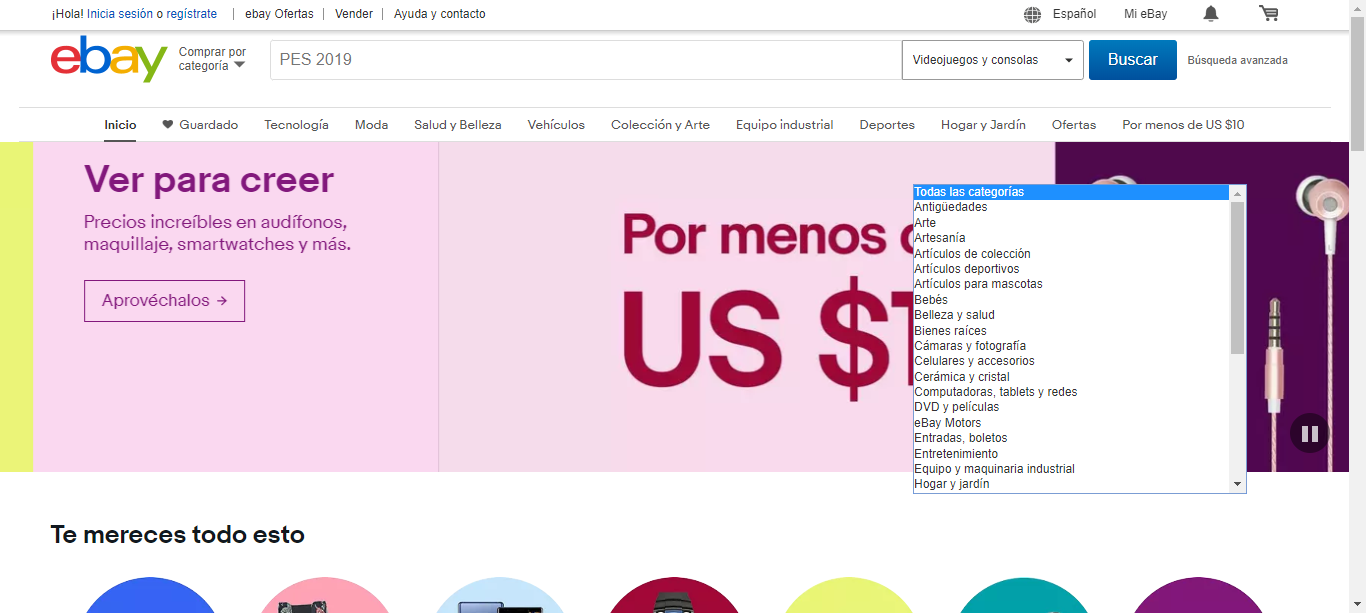 ¡Hola! Inicia sesión o regístrate
ebay Ofertas
Vender
Ayuda y contacto
Español
Mi eBay
ebay
Comprar por
categoría
PES 2019
Videojuegos y consolas
Buscar
Búsqueda avanzada
Inicio
Guardado
Tecnología
Moda
Salud y Belleza
Vehículos
Colección y Arte
Equipo industrial
Deportes
Hogar y Jardín
Ofertas
Por menos de US $10
Ver para creer
Precios increíbles en audífonos,
maquillaje, smartwatches y más.
Aprovéchalos →
Por menos
US $1
Todas las categorías
Antigüedades
Arte
Artesanía
Artículos de colección
Artículos deportivos
Artículos para mascotas
Bebés
Belleza y salud
Bienes raíces
Cámaras y fotografía
Celulares y accesorios
Cerámica y cristal
Computadoras, tablets y redes
DVD y películas
eBay Motors
Entradas, boletos
Entretenimiento
Equipo y maquinaria industrial
Hogar y jardín
Te mereces todo esto